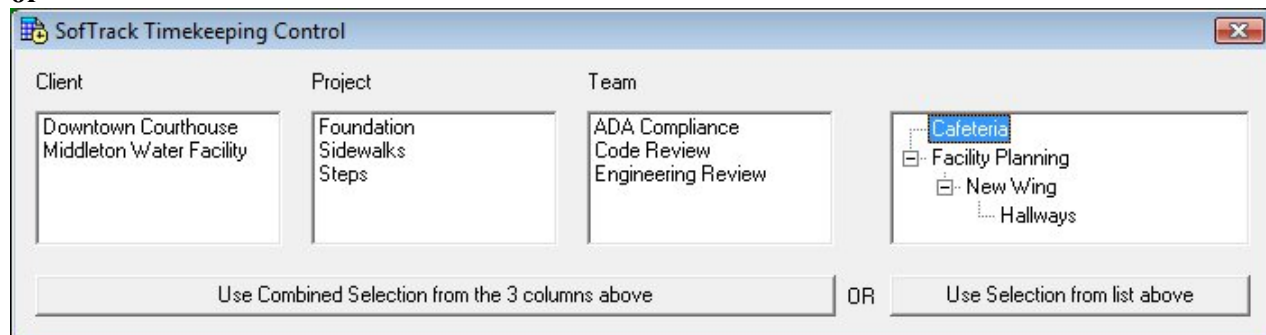 SofTrack Timekeeping Control
Client Project Team
Downtown Courthouse
Middleton Water Facility
Foundation
Sidewalks
Steps
ADA Compliance
Code Review
Engineering Review
Cafeteria
Facility Planning
New Wing
Hallways
Use Combined Selection from the 3 columns above OR Use Selection from list above